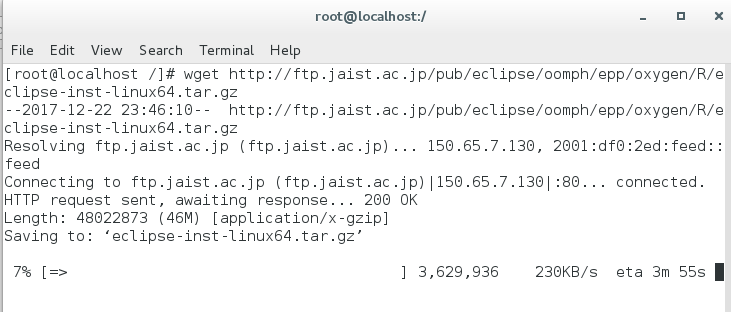 root@localhost:/
File Edit View Search Terminal Help
[root@localhost /]# wget http://ftp.jaist.ac.jp/pub/eclipse/oomph/epp/oxygen/R/e
clipse-inst-linux64.tar.gz
--2017-12-22 23:46:10--  http://ftp.jaist.ac.jp/pub/eclipse/oomph/epp/oxygen/R/e
clipse-inst-linux64.tar.gz
Resolving ftp.jaist.ac.jp (ftp.jaist.ac.jp)... 150.65.7.130, 2001:df0:2ed:feed::
feed
Connecting to ftp.jaist.ac.jp (ftp.jaist.ac.jp)|150.65.7.130|:80... connected.
HTTP request sent, awaiting response... 200 OK
Length: 48022873 (46M) [application/x-gzip]
Saving to: ‘eclipse-inst-linux64.tar.gz’
 7% [=>                                     ] 3,629,936    230KB/s  eta 3m 55s